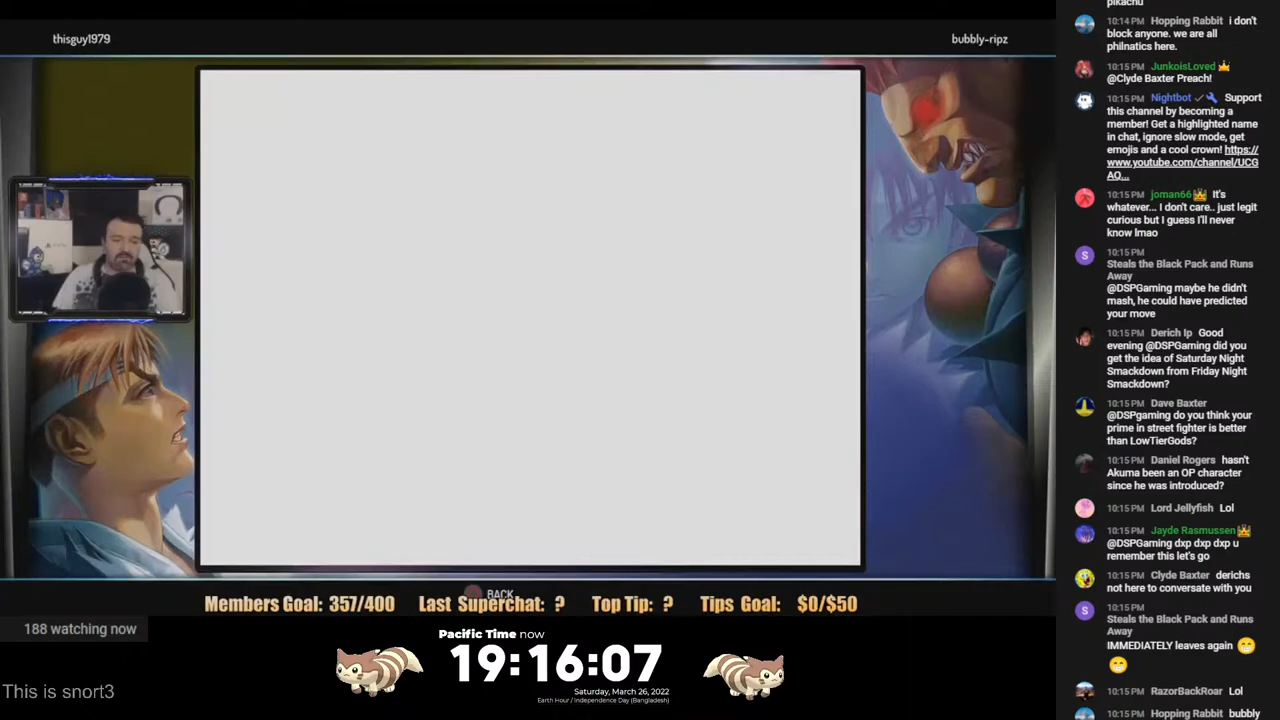 thisguy1979
bubbly-ripz
BACK
Members Goal: 357/400
Last Superchat: ?
Top Tip: ?
Tips Goal: $0/$50
188 watching now
Pacific Time now
19:16:07
Saturday, March 26, 2022
Earth Hour / Independence Day (Bangladesh)
This is snort3
pikachu
10:14 PM Hopping Rabbit i don't
block anyone. we are all
philnatics here.
10:15 PM JunkoisLoved
@Clyde Baxter Preach!
10:15 PM Nightbot Support
this channel by becoming a
member! Get a highlighted name
in chat, ignore slow mode, get
emojis and a cool crown! https://
www.youtube.com/channel/UCG
AQ...
10:15 PM joman66 It's
whatever... I don't care.. just legit
curious but I guess I'll never
know lmao
S
10:15 PM
Steals the Black Pack and Runs
Away
@DSPGaming maybe he didn't
mash, he could have predicted
your move
10:15 PM Derich Ip Good
evening @DSPGaming did you
get the idea of Saturday Night
Smackdown from Friday Night
Smackdown?
10:15 PM Dave Baxter
@DSPgaming do you think your
prime in street fighter is better
than LowTierGods?
10:15 PM Daniel Rogers hasn't
Akuma been an OP character
since he was introduced?
10:15 PM Lord Jellyfish Lol
10:15 PM Jayde Rasmussen
@DSPGaming dxp dxp dxp u
remember this let's go
10:15 PM Clyde Baxter derichs
not here to conversate with you
S
10:15 PM
Steals the Black Pack and Runs
Away
IMMEDIATELY leaves again
10:15 PM RazorBackRoar Lol
10:15 PM Hopping Rabbit bubbly